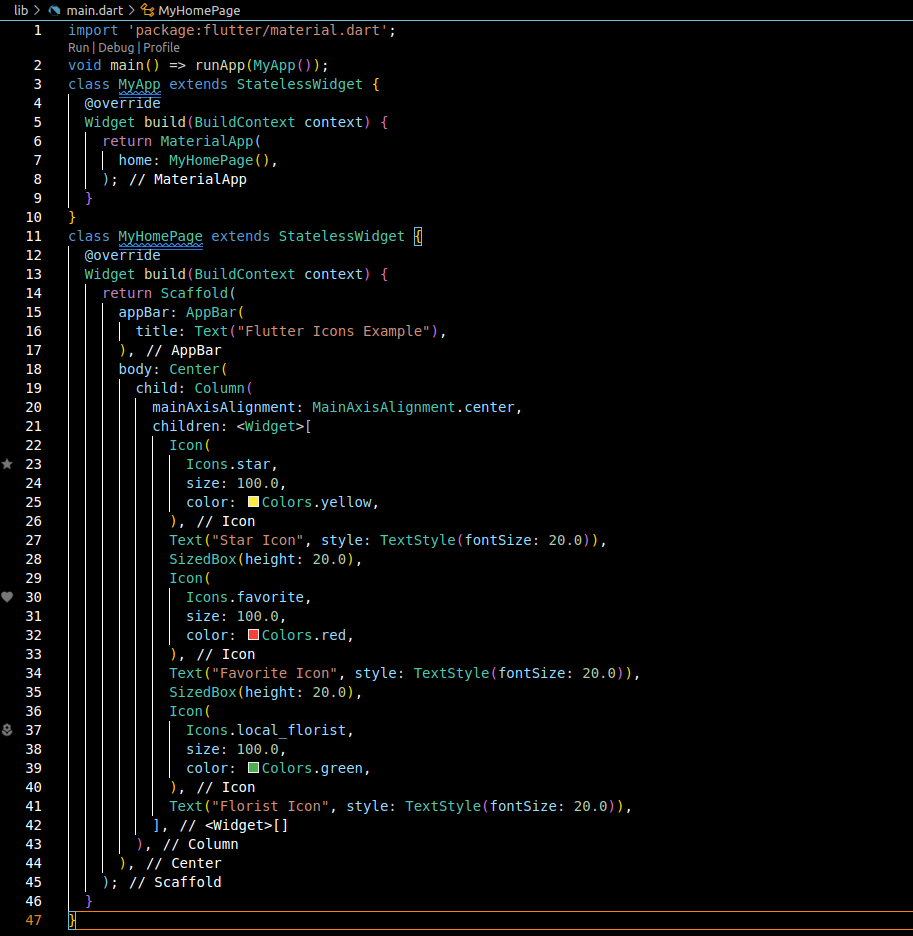 lib > main.dart > MyHomePage
1 import 'package:flutter/material.dart';
Run | Debug | Profile
2 void main() => runApp(MyApp());
3 class MyApp extends StatelessWidget {
4   @override
5   Widget build(BuildContext context) {
6     return MaterialApp(
7       home: MyHomePage(),
8     ); // MaterialApp
9   }
10 }
11 class MyHomePage extends StatelessWidget {
12   @override
13   Widget build(BuildContext context) {
14     return Scaffold(
15       appBar: AppBar(
16         title: Text("Flutter Icons Example"),
17       ), // AppBar
18       body: Center(
19         child: Column(
20           mainAxisAlignment: MainAxisAlignment.center,
21           children: <Widget>[
22             Icon(
23               Icons.star,
24               size: 100.0,
25               color: Colors.yellow,
26             ), // Icon
27             Text("Star Icon", style: TextStyle(fontSize: 20.0)),
28             SizedBox(height: 20.0),
29             Icon(
30               Icons.favorite,
31               size: 100.0,
32               color: Colors.red,
33             ), // Icon
34             Text("Favorite Icon", style: TextStyle(fontSize: 20.0)),
35             SizedBox(height: 20.0),
36             Icon(
37               Icons.local_florist,
38               size: 100.0,
39               color: Colors.green,
40             ), // Icon
41             Text("Florist Icon", style: TextStyle(fontSize: 20.0)),
42           ], // <Widget>[]
43         ), // Column
44       ), // Center
45     ); // Scaffold
46   }
47 }